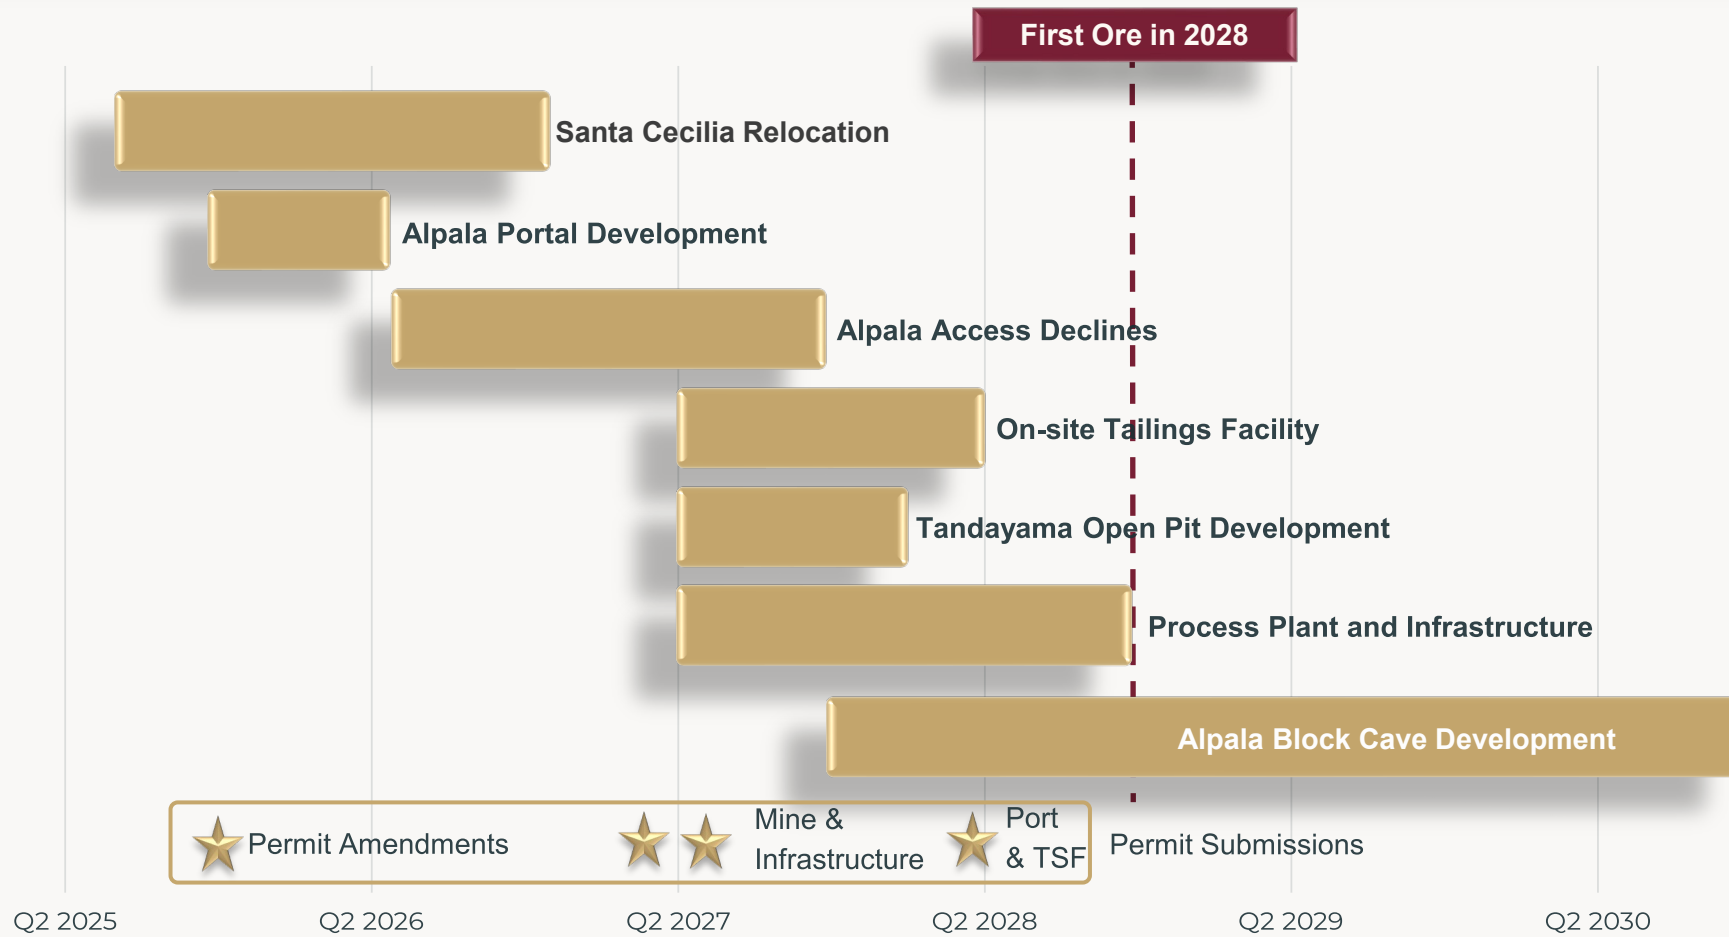 First Ore in 2028
Santa Cecilia Relocation
Alpala Portal Development
Alpala Access Declines
On-site Tailings Facility
Tandayama Open Pit Development
Process Plant and Infrastructure
Alpala Block Cave Development
Permit Amendments
Mine &
Infrastructure
Port
& TSF
Permit Submissions
Q2 2025
Q2 2026
Q2 2027
Q2 2028
Q2 2029
Q2 2030